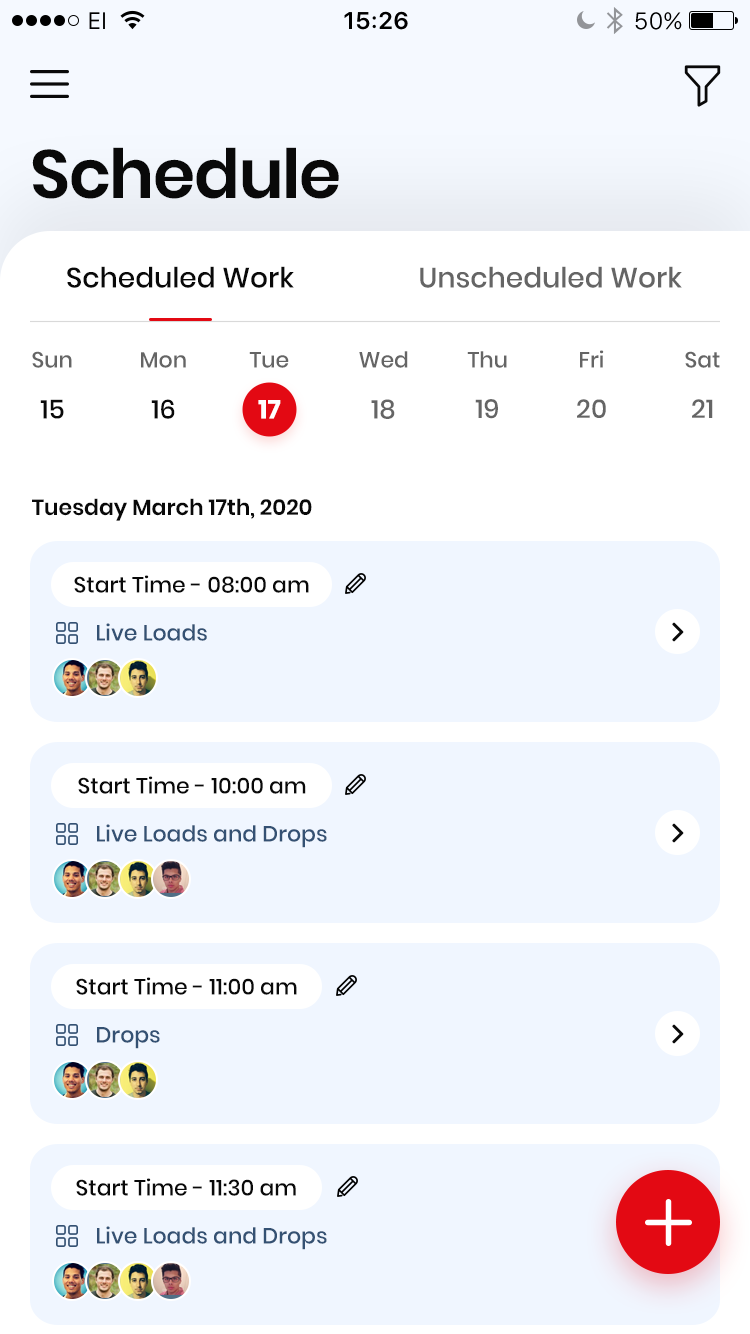 EI 15:26 50%
Schedule
Scheduled Work Unscheduled Work
Sun Mon Tue Wed Thu Fri Sat
15 16 17 18 19 20 21
Tuesday March 17th, 2020
Start Time - 08:00 am
Live Loads
Start Time - 10:00 am
Live Loads and Drops
Start Time - 11:00 am
Drops
Start Time - 11:30 am
Live Loads and Drops